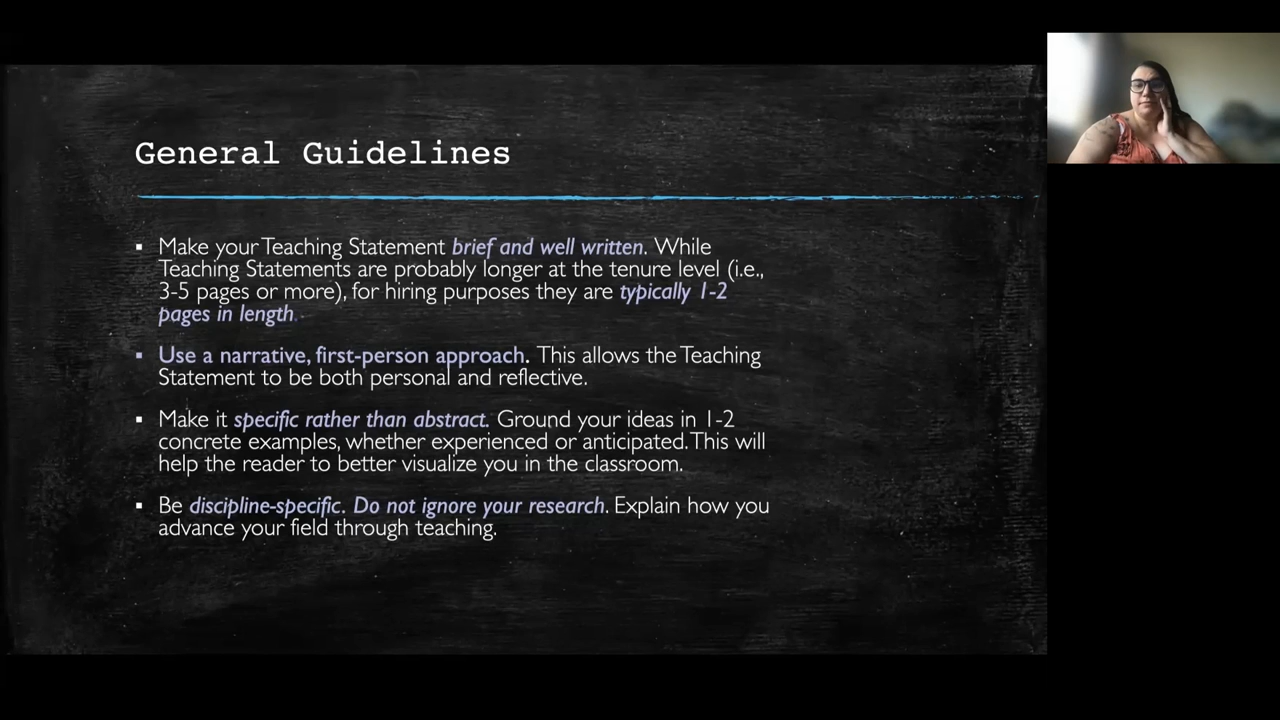 General Guidelines
▪ Make your Teaching Statement brief and well written. While
Teaching Statements are probably longer at the tenure level (i.e.,
3-5 pages or more), for hiring purposes they are typically 1-2
pages in length.
▪ Use a narrative, first-person approach. This allows the Teaching
Statement to be both personal and reflective.
▪ Make it specific rather than abstract. Ground your ideas in 1-2
concrete examples, whether experienced or anticipated. This will
help the reader to better visualize you in the classroom.
▪ Be discipline-specific. Do not ignore your research. Explain how you
advance your field through teaching.